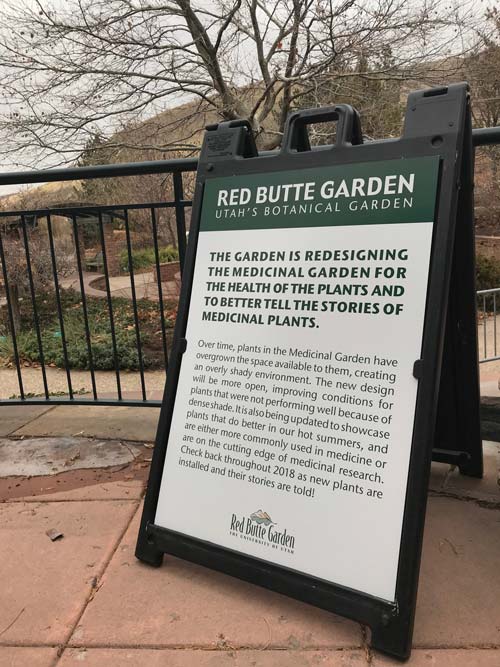 RED BUTTE GARDEN
UTAH'S BOTANICAL GARDEN
THE GARDEN IS REDESIGNING
THE MEDICINAL GARDEN FOR
THE HEALTH OF THE PLANTS AND
TO BETTER TELL THE STORIES OF
MEDICINAL PLANTS.
Over time, plants in the Medicinal Garden have
overgrown the space available to them, creating
an overly shady environment. The new design
will be more open, improving conditions for
plants that were not performing well because of
dense shade. It is also being updated to showcase
plants that do better in our hot summers, and
are either more commonly used in medicine or
are on the cutting edge of medicinal research.
Check back throughout 2018 as new plants are
installed and their stories are told!
Red Butte Garden
THE UNIVERSITY OF UTAH